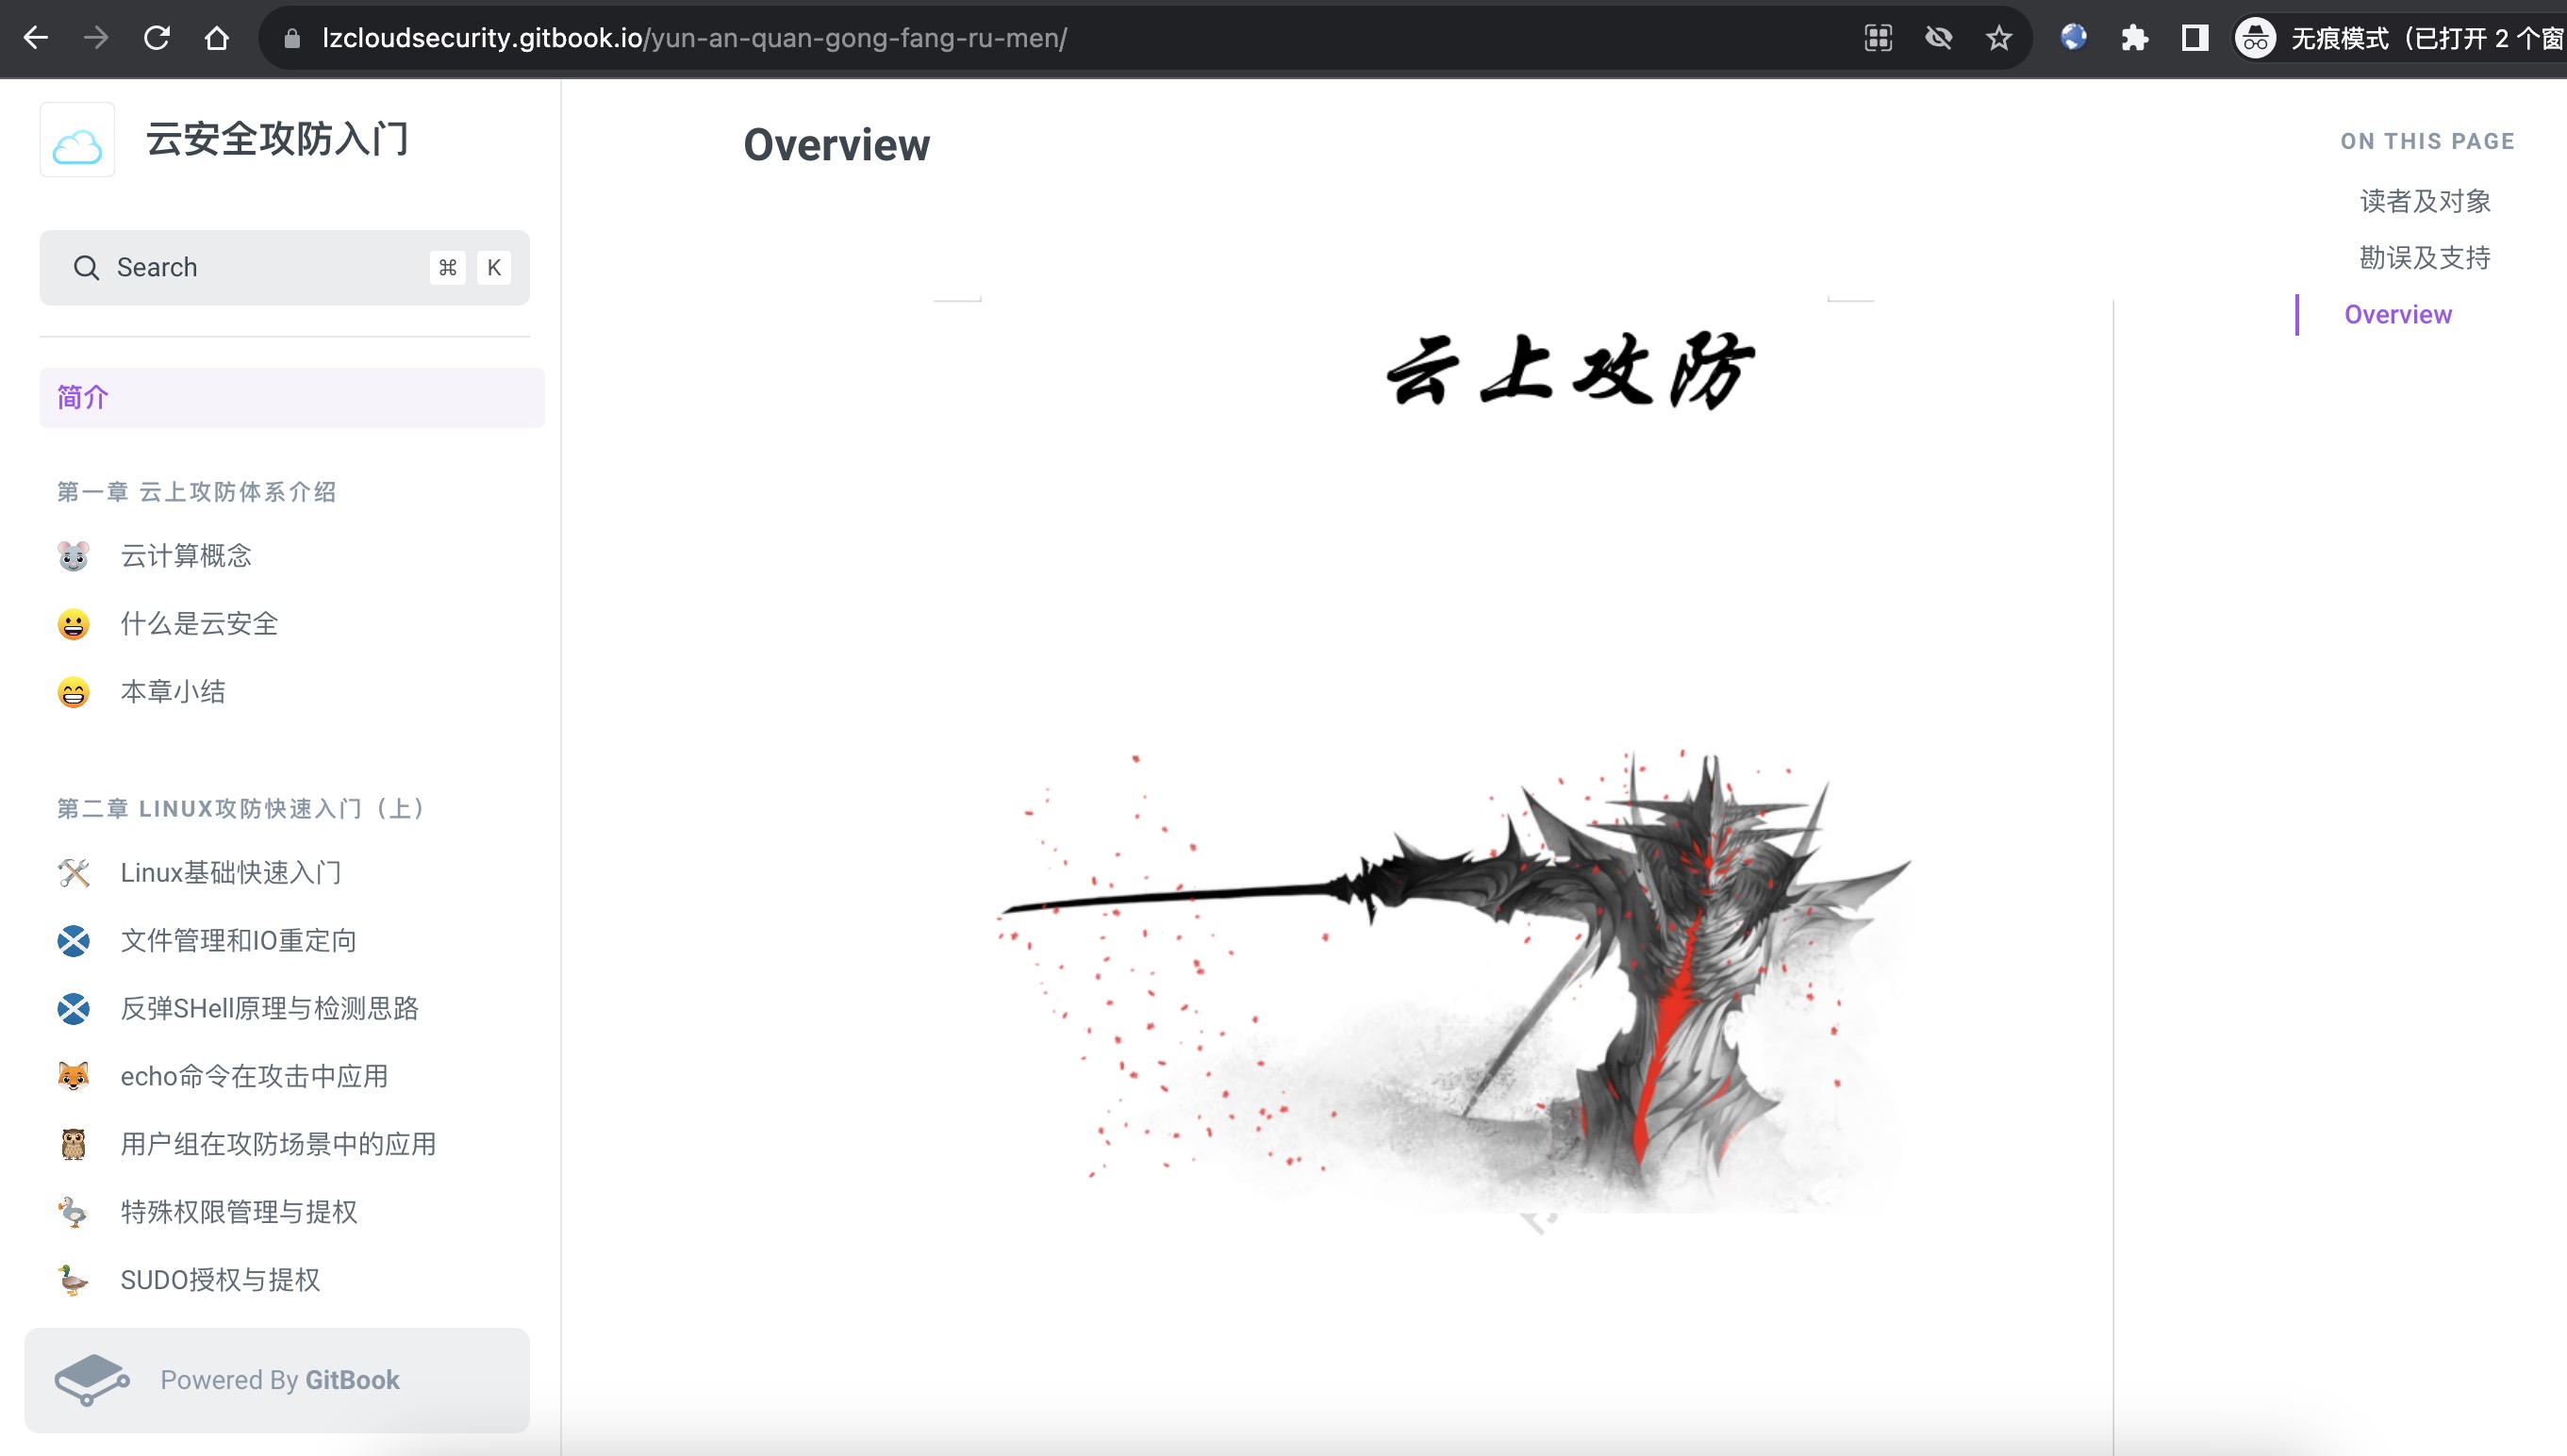 lzcloudsecurity.gitbook.io/yun-an-quan-gong-fang-ru-men/
无痕模式（已打开 2 个窗
云安全攻防入门
Search
⌘ K
简介
第一章 云上攻防体系介绍
云计算概念
什么是云安全
本章小结
第二章 LINUX攻防快速入门（上）
Linux基础快速入门
文件管理和IO重定向
反弹SHell原理与检测思路
echo命令在攻击中应用
用户组在攻防场景中的应用
特殊权限管理与提权
SUDO授权与提权
Powered By GitBook
Overview
云上攻防
ON THIS PAGE
读者及对象
勘误及支持
Overview